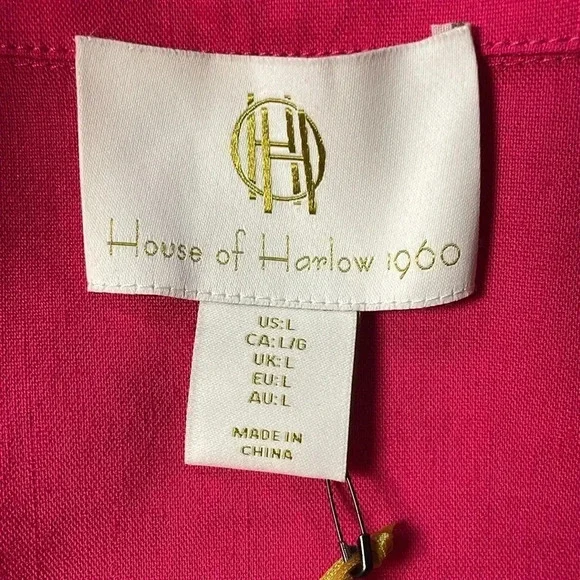 House of Harlow 1960
US: L
CA: L/G
UK: L
EU: L
AU: L
MADE IN
CHINA